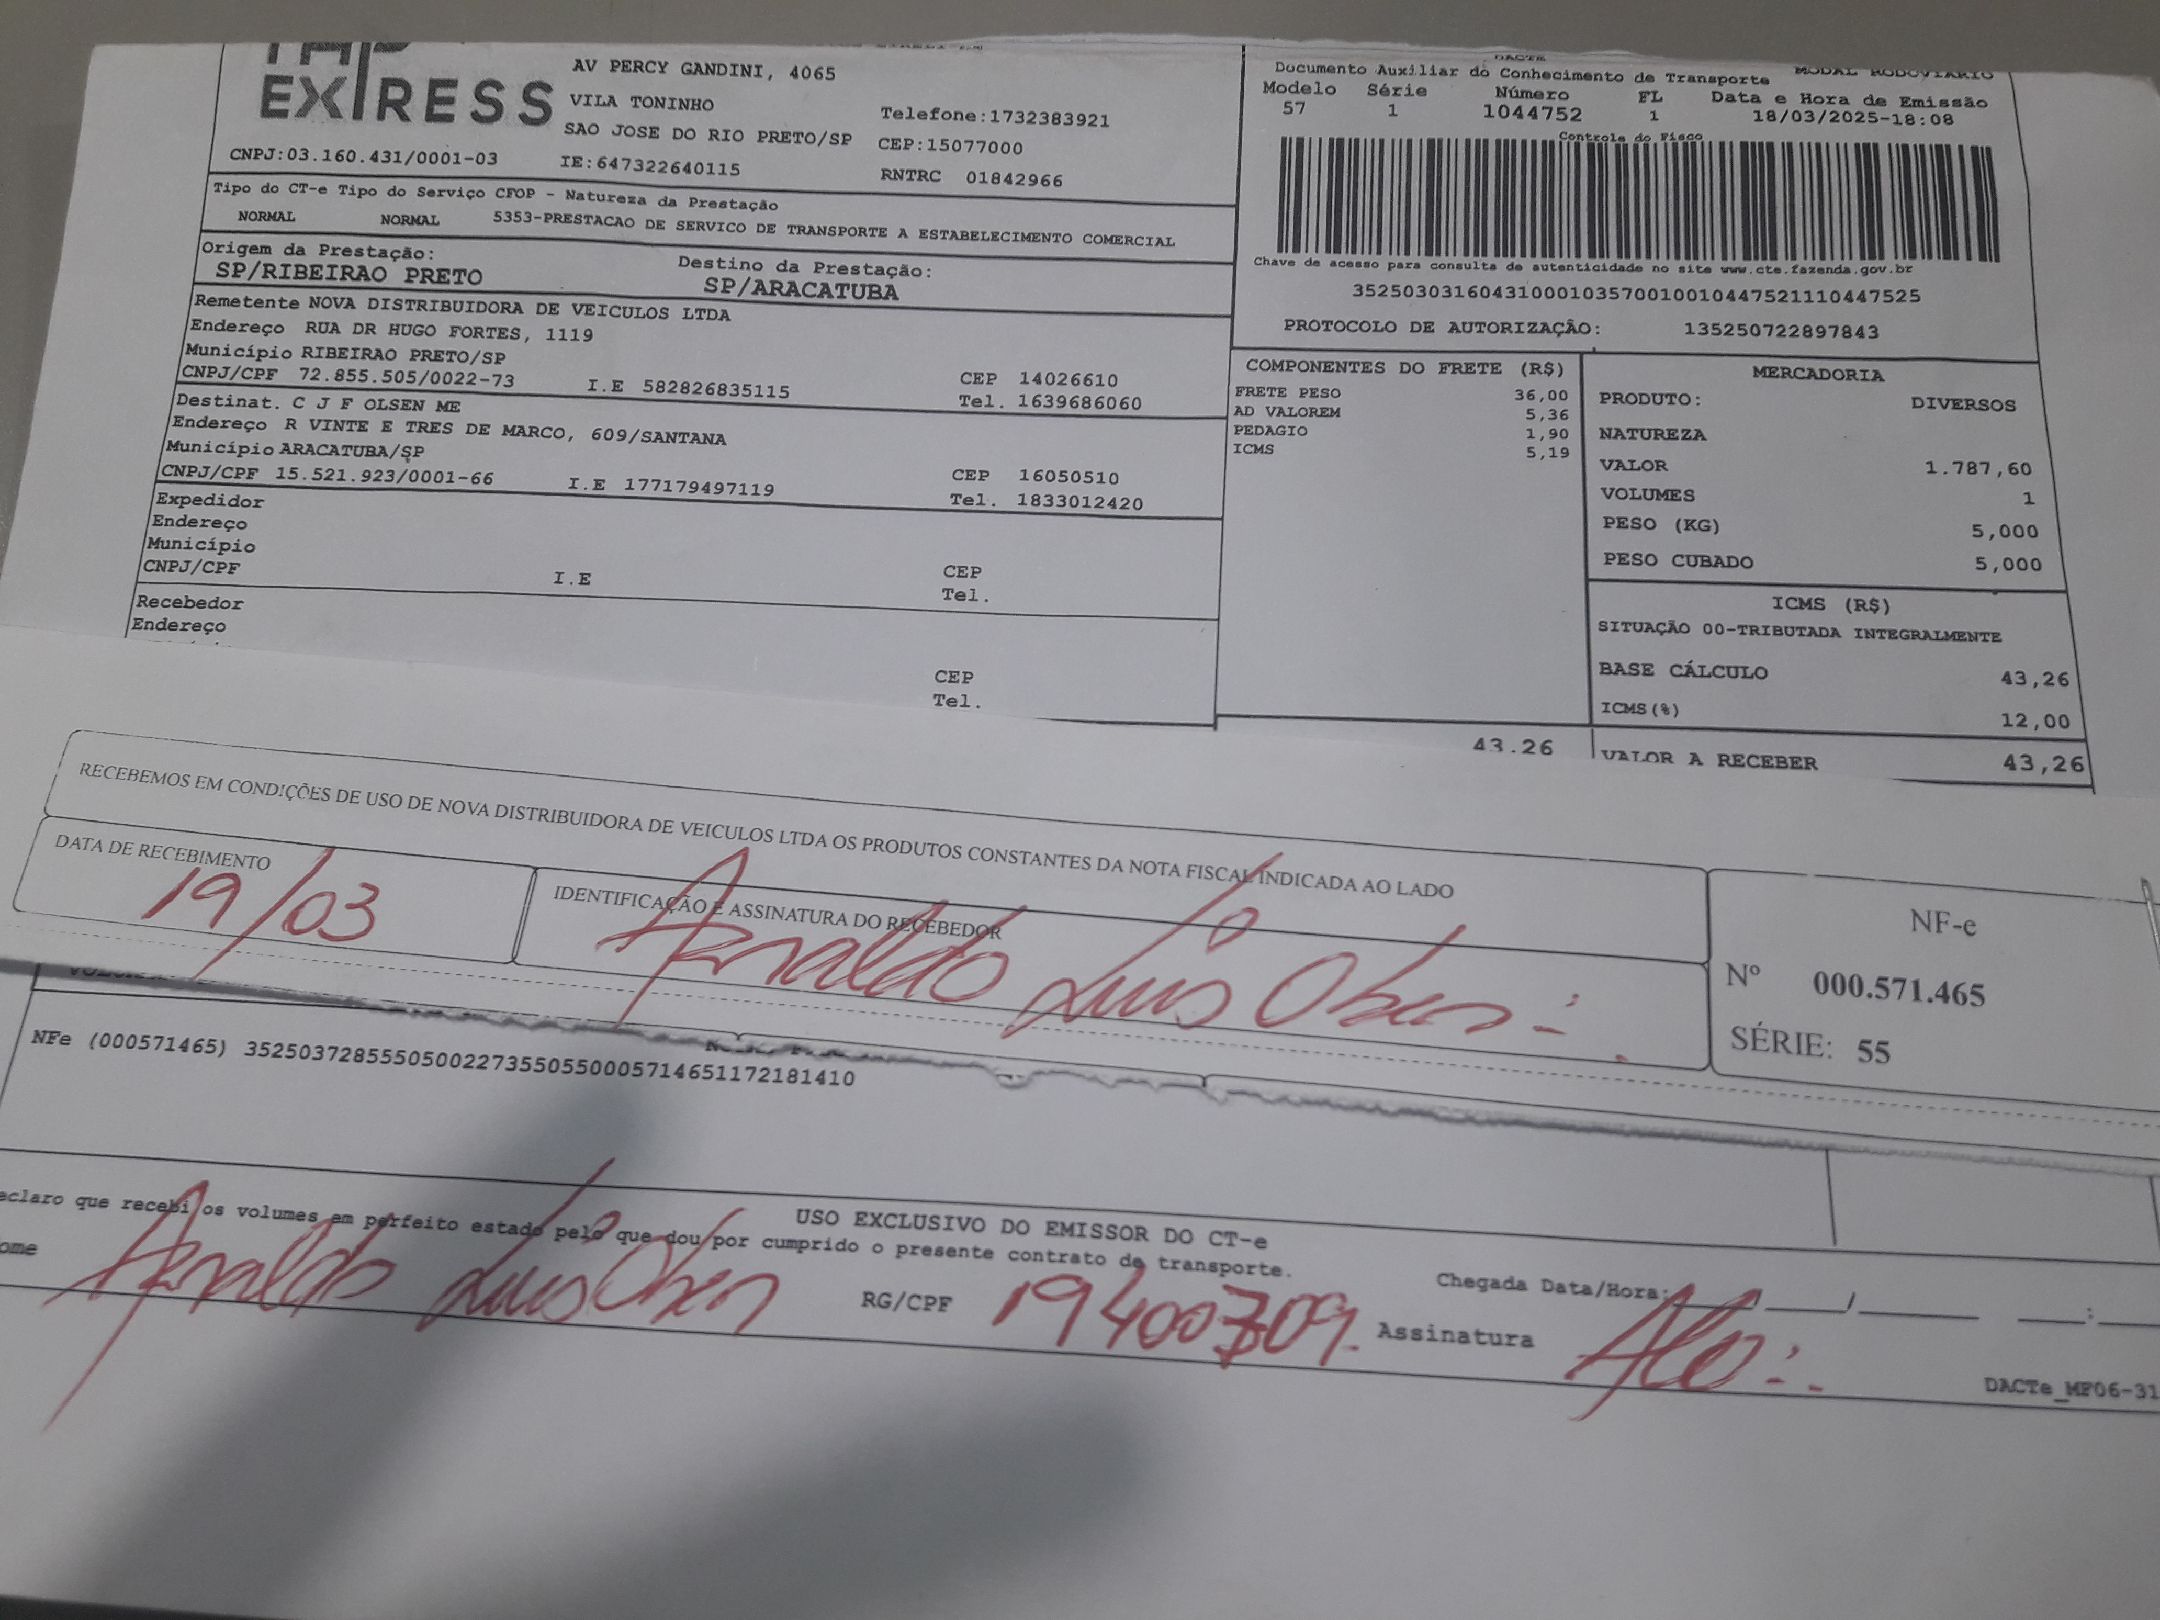 EXPRESS
AV PERCY GANDINI, 4065
VILA TONINHO
SAO JOSE DO RIO PRETO/SP
Telefone:1732383921
CEP:15077000
CNPJ:03.160.431/0001-03 IE:647322640115 RNTRC 01842966
Tipo do CT-e Tipo do Serviço CFOP - Natureza da Prestação
NORMAL NORMAL 5353-PRESTACAO DE SERVICO DE TRANSPORTE A ESTABELECIMENTO COMERCIAL
Origem da Prestação: Destino da Prestação:
SP/RIBEIRAO PRETO SP/ARACATUBA
Remetente NOVA DISTRIBUIDORA DE VEICULOS LTDA
Endereço RUA DR HUGO FORTES, 1119
Município RIBEIRAO PRETO/SP CEP 14026610
CNPJ/CPF 72.855.505/0022-73 I.E 582826835115 Tel. 1639686060
Destinat. C J F OLSEN ME
Endereço R VINTE E TRES DE MARCO, 609/SANTANA
Município ARACATUBA/SP CEP 16050510
CNPJ/CPF 15.521.923/0001-66 I.E 177179497119 Tel. 1833012420
Expedidor
Endereço
Município CEP
CNPJ/CPF I.E Tel.
Recebedor
Endereço
CEP
Tel.
DACTE
Documento Auxiliar do Conhecimento de Transporte MODAL RODOVIARIO
Modelo Série Número FL Data e Hora de Emissão
57 1 1044752 1 18/03/2025-18:08
Controle do Fisco
Chave de acesso para consulta de autenticidade no site www.cte.fazenda.gov.br
35250303160431000103570010010447521110447525
PROTOCOLO DE AUTORIZAÇÃO: 135250722897843
COMPONENTES DO FRETE (R$)
FRETE PESO 36,00
AD VALOREM 5,36
PEDAGIO 1,90
ICMS 5,19
43.26
MERCADORIA
PRODUTO: DIVERSOS
NATUREZA
VALOR 1.787,60
VOLUMES 1
PESO (KG) 5,000
PESO CUBADO 5,000
ICMS (R$)
SITUAÇÃO 00-TRIBUTADA INTEGRALMENTE
BASE CÁLCULO 43,26
ICMS(%) 12,00
VALOR A RECEBER 43,26
RECEBEMOS EM CONDIÇÕES DE USO DE NOVA DISTRIBUIDORA DE VEICULOS LTDA OS PRODUTOS CONSTANTES DA NOTA FISCAL INDICADA AO LADO
DATA DE RECEBIMENTO
19/03
IDENTIFICAÇÃO E ASSINATURA DO RECEBEDOR
Arnaldo Luis Olsen
NF-e
Nº 000.571.465
SÉRIE: 55
NFe (000571465) 35250372855505002273550550005714651172181410
USO EXCLUSIVO DO EMISSOR DO CT-e
eclaro que recebi os volumes em perfeito estado pelo que dou por cumprido o presente contrato de transporte.
ome Arnaldo Luis Olsen RG/CPF 19400709 Chegada Data/Hora: __/__/__ __:__
Assinatura
DACTe_MF06-31